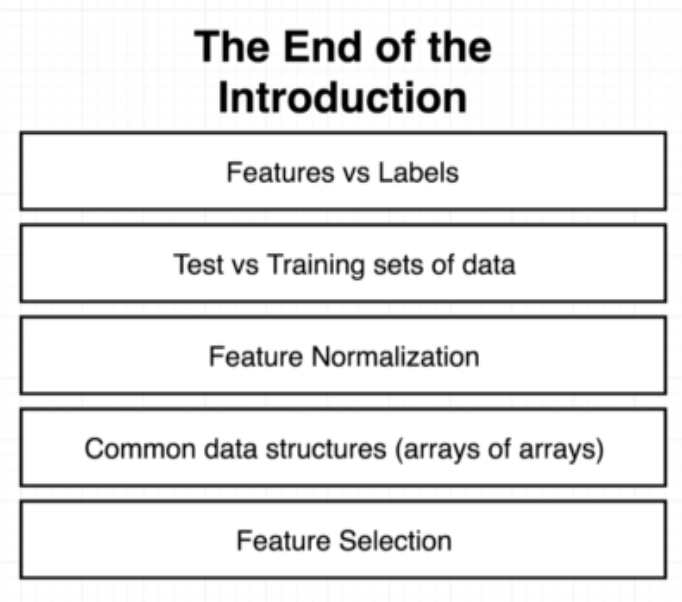 The End of the
Introduction
Features vs Labels
Test vs Training sets of data
Feature Normalization
Common data structures (arrays of arrays)
Feature Selection